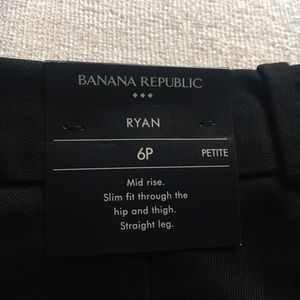 BANANA REPUBLIC
RYAN
6P PETITE
Mid rise.
Slim fit through the
hip and thigh.
Straight leg.